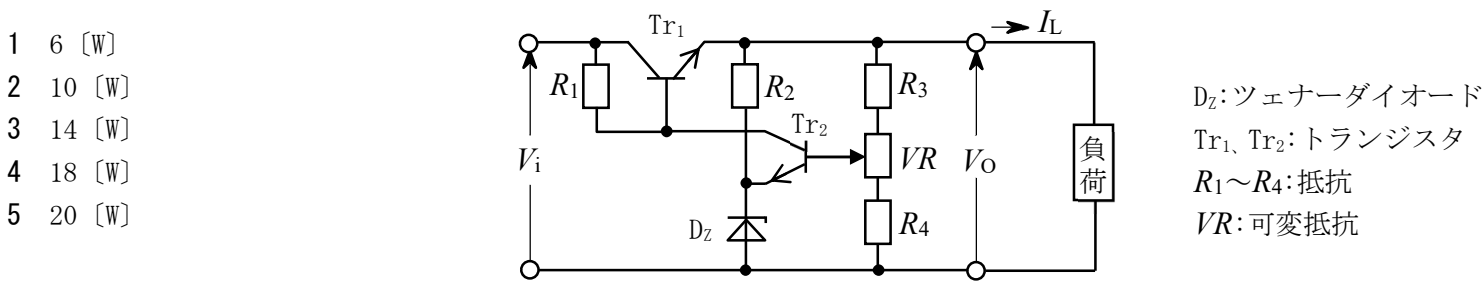 1 6 〔W〕
2 10 〔W〕
3 14 〔W〕
4 18 〔W〕
5 20 〔W〕
Tr1
IL
R1
R2
R3
Tr2
Vi
VR
VO
負荷
DZ
R4
DZ:ツェナーダイオード
Tr1、Tr2:トランジスタ
R1~R4:抵抗
VR:可変抵抗